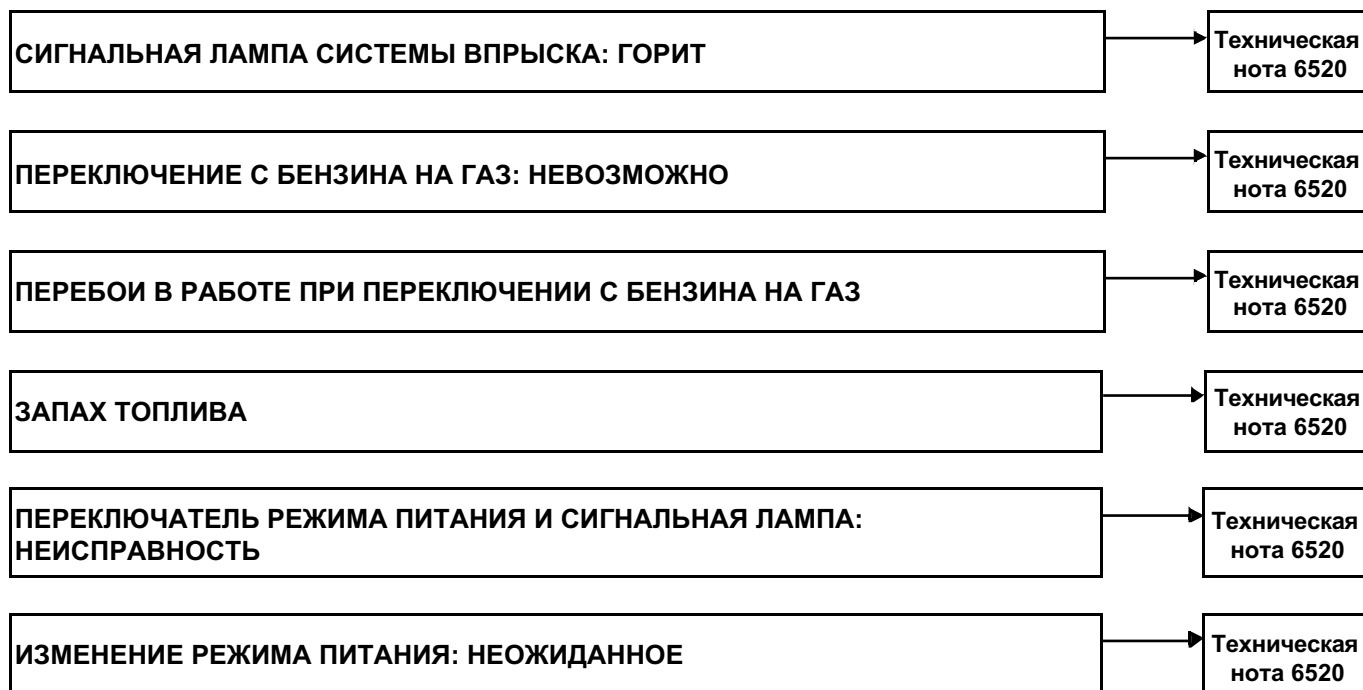 СИГНАЛЬНАЯ ЛАМПА СИСТЕМЫ ВПРЫСКА: ГОРИТ
Техническая
нота 6520
ПЕРЕКЛЮЧЕНИЕ С БЕНЗИНА НА ГАЗ: НЕВОЗМОЖНО
Техническая
нота 6520
ПЕРЕБОИ В РАБОТЕ ПРИ ПЕРЕКЛЮЧЕНИИ С БЕНЗИНА НА ГАЗ
Техническая
нота 6520
ЗАПАХ ТОПЛИВА
Техническая
нота 6520
ПЕРЕКЛЮЧАТЕЛЬ РЕЖИМА ПИТАНИЯ И СИГНАЛЬНАЯ ЛАМПА:
НЕИСПРАВНОСТЬ
Техническая
нота 6520
ИЗМЕНЕНИЕ РЕЖИМА ПИТАНИЯ: НЕОЖИДАННОЕ
Техническая
нота 6520